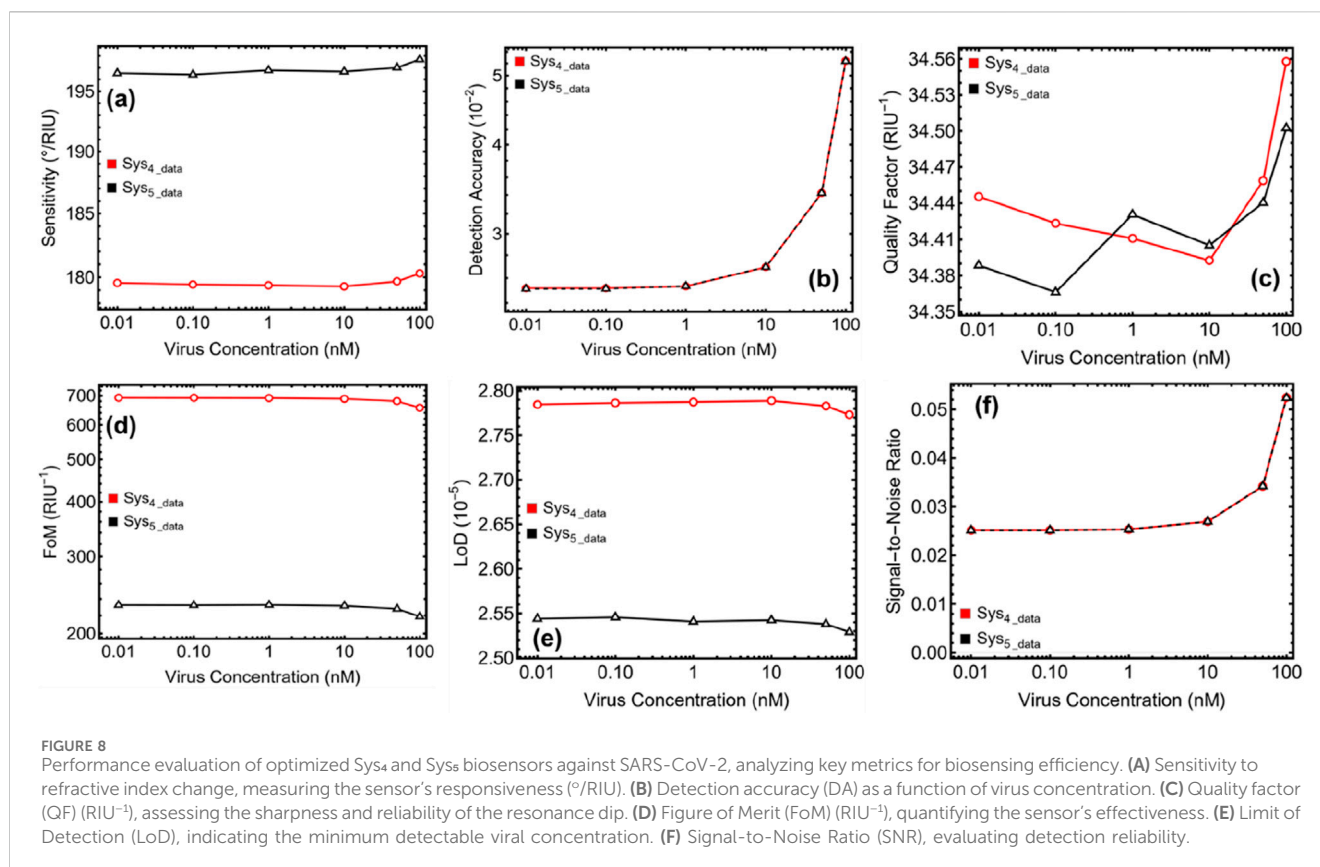 (a)
195
190
185
180
Sensitivity (°/RIU)
Sys4_data
Sys5_data
0.01 0.10 1 10 100
Virus Concentration (nM)
(b)
5
4
3
Detection Accuracy (10⁻²)
Sys4_data
Sys5_data
0.01 0.10 1 10 100
Virus Concentration (nM)
(c)
34.56
34.53
34.50
34.47
34.44
34.41
34.38
34.35
Quality Factor (RIU⁻¹)
Sys4_data
Sys5_data
0.01 0.10 1 10 100
Virus Concentration (nM)
(d)
700
600
500
400
300
200
FoM (RIU⁻¹)
Sys4_data
Sys5_data
0.01 0.10 1 10 100
Virus Concentration (nM)
(e)
2.80
2.75
2.70
2.65
2.60
2.55
2.50
LoD (10⁻⁵)
Sys4_data
Sys5_data
0.01 0.10 1 10 100
Virus Concentration (nM)
(f)
0.05
0.04
0.03
0.02
0.01
0.00
Signal-to-Noise Ratio
Sys4_data
Sys5_data
0.01 0.10 1 10 100
Virus Concentration (nM)
FIGURE 8
Performance evaluation of optimized Sys₄ and Sys₅ biosensors against SARS-CoV-2, analyzing key metrics for biosensing efficiency. (A) Sensitivity to
refractive index change, measuring the sensor's responsiveness (°/RIU). (B) Detection accuracy (DA) as a function of virus concentration. (C) Quality factor
(QF) (RIU⁻¹), assessing the sharpness and reliability of the resonance dip. (D) Figure of Merit (FoM) (RIU⁻¹), quantifying the sensor's effectiveness. (E) Limit of
Detection (LoD), indicating the minimum detectable viral concentration. (F) Signal-to-Noise Ratio (SNR), evaluating detection reliability.